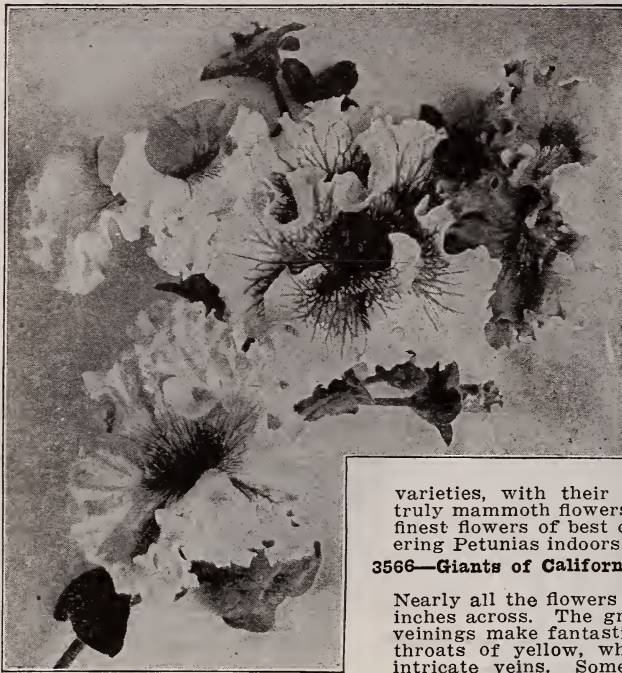 varieties, with their
truly mammoth flowers
finest flowers of best
ering Petunias indoors
3566—Giants of Californ
Nearly all the flowers
inches across. The gr
veinings make fantasti
throats of yellow, wh
intricate veins. Some